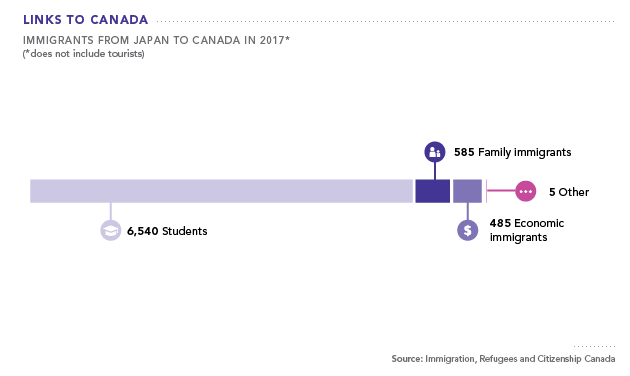 LINKS TO CANADA
IMMIGRANTS FROM JAPAN TO CANADA IN 2017*
(*does not include tourists)
585 Family immigrants
5 Other
6,540 Students
$
485 Economic
immigrants
Source: Immigration, Refugees and Citizenship Canada